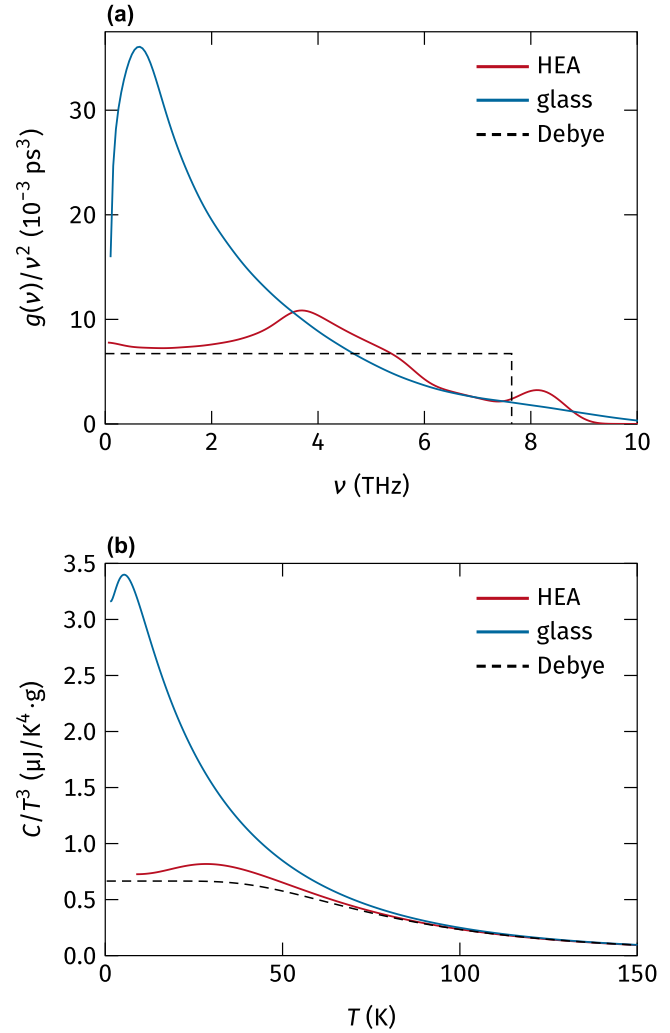 (a)
HEA
glass
Debye
g(ν)/ν² (10⁻³ ps³)
30
20
10
0
0 2 4 6 8 10
ν (THz)
(b)
HEA
glass
Debye
C/T³ (μJ/K⁴·g)
3.5
3.0
2.5
2.0
1.5
1.0
0.5
0.0
0 50 100 150
T (K)